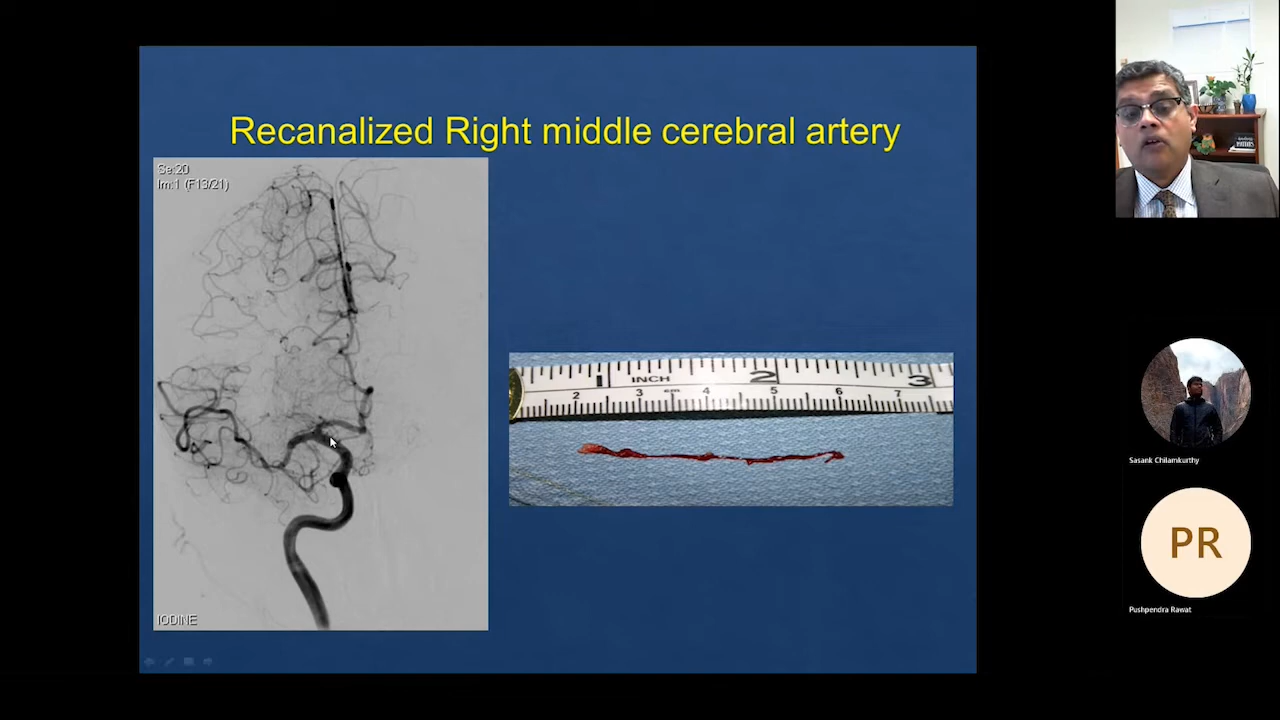 Recanalized Right middle cerebral artery
Se:20
Im:1 (F13/21)
IODINE
1 INCH 2 3
2 3 cm 4 5 6 7
Sasank Chilamkurthy
PR
Pushpendra Rawat